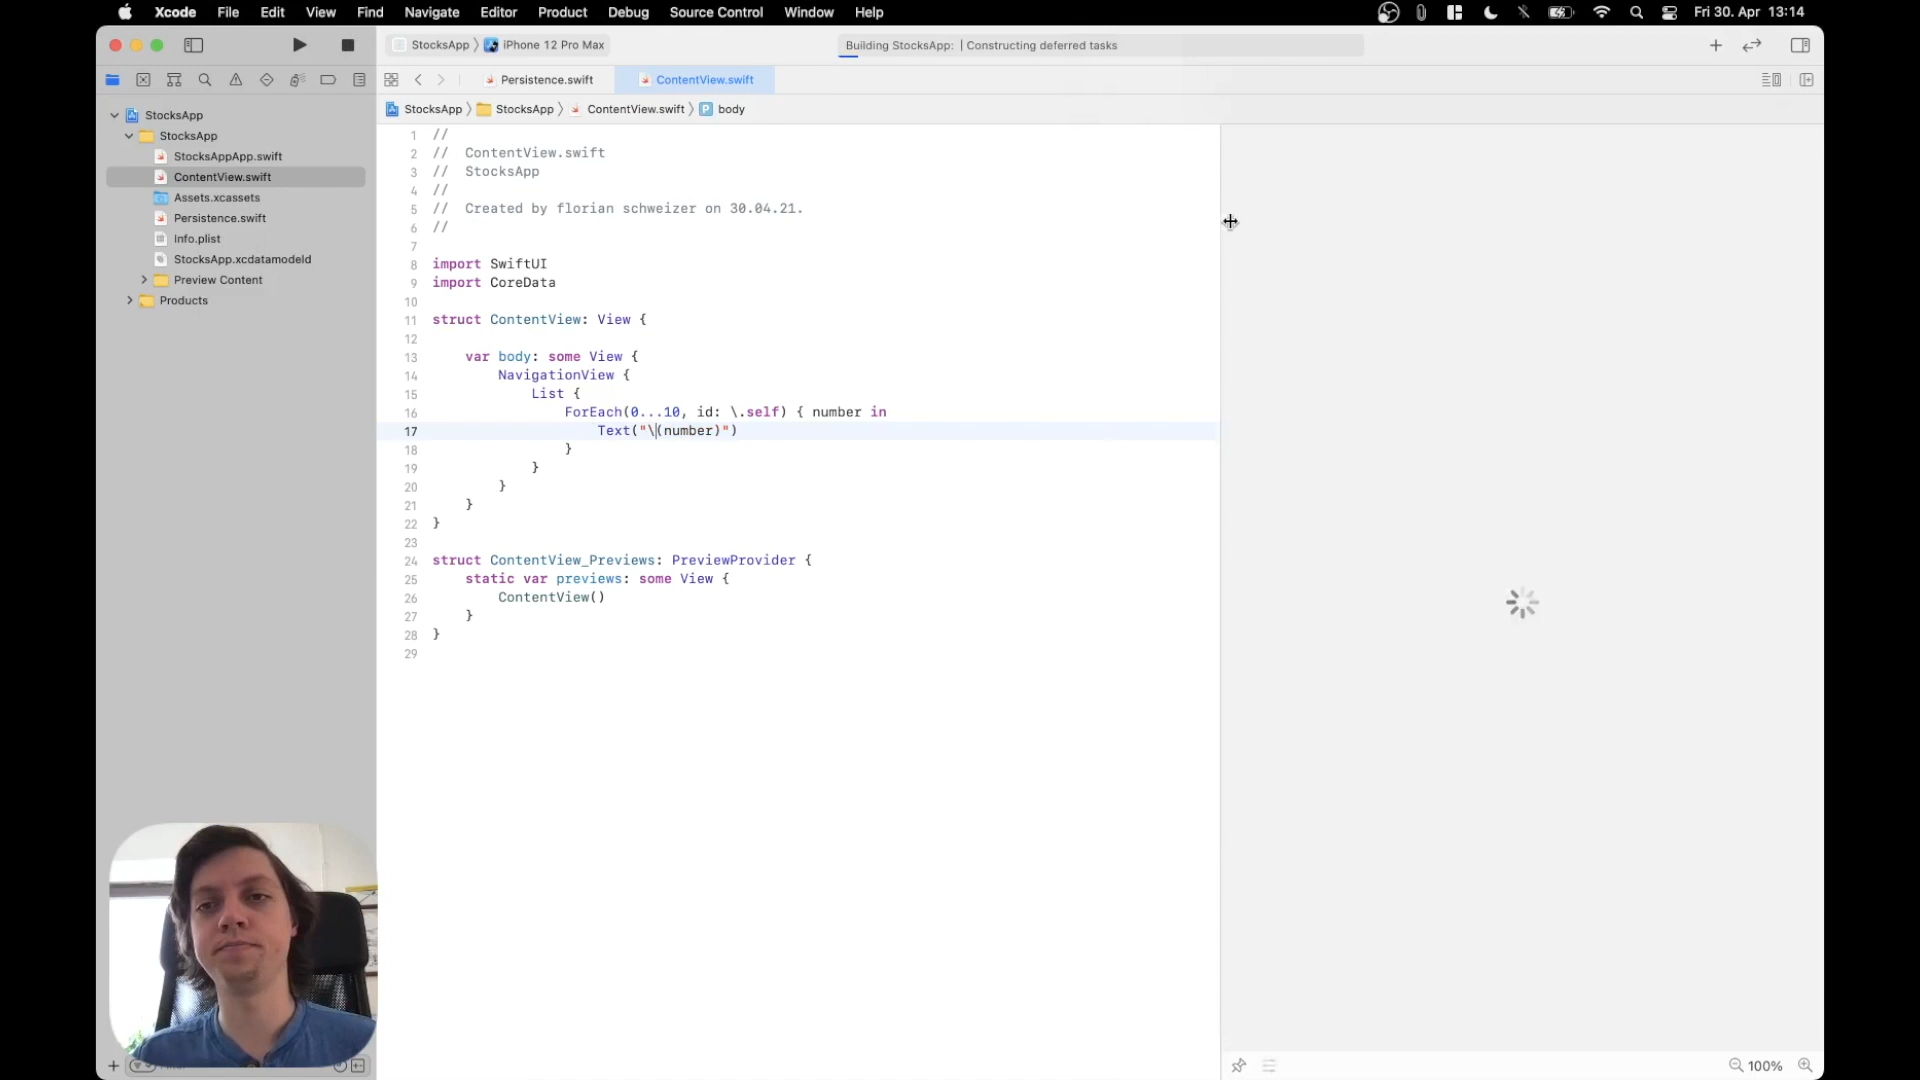 Xcode File Edit View Find Navigate Editor Product Debug Source Control Window Help Fri 30. Apr 13:14
StocksApp iPhone 12 Pro Max Building StocksApp: | Constructing deferred tasks
Persistence.swift ContentView.swift
StocksApp StocksApp ContentView.swift body
StocksApp
StocksApp
StocksAppApp.swift
ContentView.swift
Assets.xcassets
Persistence.swift
Info.plist
StocksApp.xcdatamodeld
Preview Content
Products
1 //
2 // ContentView.swift
3 // StocksApp
4 //
5 // Created by florian schweizer on 30.04.21.
6 //
7
8 import SwiftUI
9 import CoreData
10
11 struct ContentView: View {
12
13 var body: some View {
14 NavigationView {
15 List {
16 ForEach(0...10, id: \.self) { number in
17 Text("\(number)")
18 }
19 }
20 }
21 }
22 }
23
24 struct ContentView_Previews: PreviewProvider {
25 static var previews: some View {
26 ContentView()
27 }
28 }
29
100%